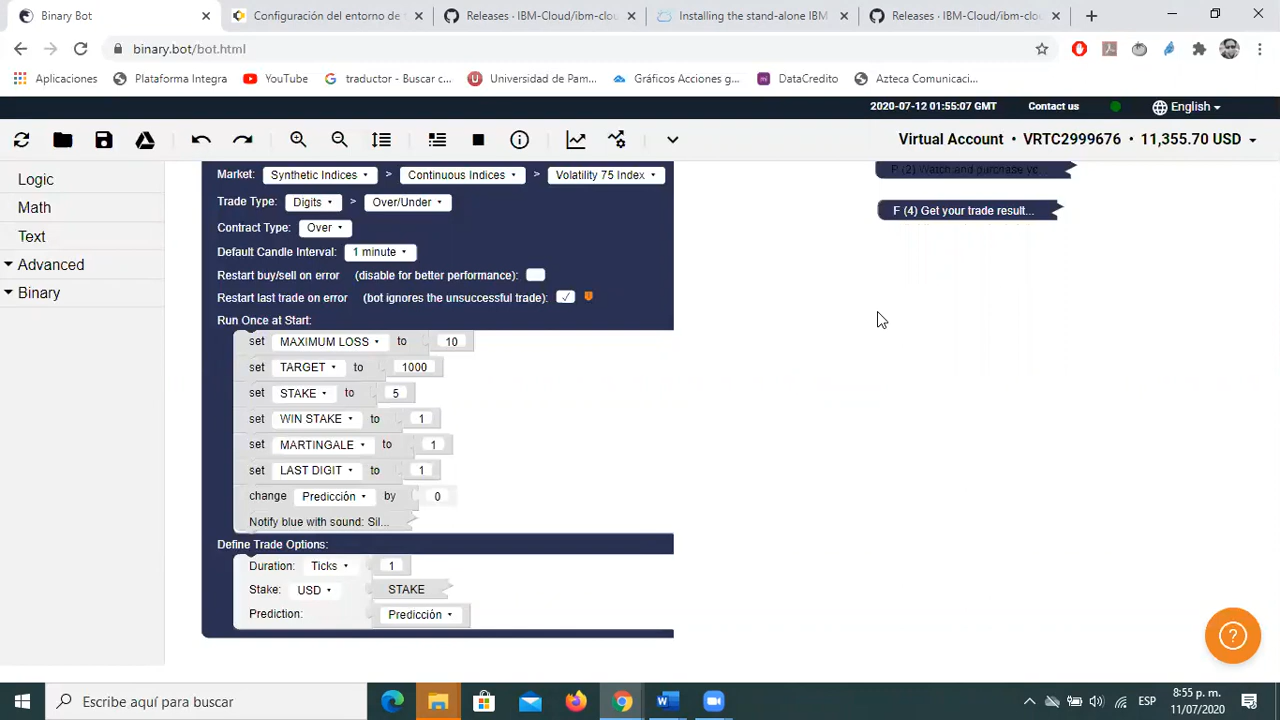 Binary Bot
Configuración del entorno de
Releases · IBM-Cloud/ibm-clou
Installing the stand-alone IBM
Releases · IBM-Cloud/ibm-clou
binary.bot/bot.html
Aplicaciones
Plataforma Integra
YouTube
traductor - Buscar c...
Universidad de Pam...
Gráficos Acciones g...
DataCredito
Azteca Comunicaci...
2020-07-12 01:55:07 GMT
Contact us
English
Virtual Account • VRTC2999676 • 11,355.70 USD
Logic
Math
Text
Advanced
Binary
Market: Synthetic Indices > Continuous Indices > Volatility 75 Index
Trade Type: Digits > Over/Under
Contract Type: Over
Default Candle Interval: 1 minute
Restart buy/sell on error (disable for better performance):
Restart last trade on error (bot ignores the unsuccessful trade): ✓
Run Once at Start:
set MAXIMUM LOSS to 10
set TARGET to 1000
set STAKE to 5
set WIN STAKE to 1
set MARTINGALE to 1
set LAST DIGIT to 1
change Predicción by 0
Notify blue with sound: Sil...
Define Trade Options:
Duration: Ticks 1
Stake: USD STAKE
Prediction: Predicción
P (2) Watch and purchase yo...
F (4) Get your trade result...
Escribe aquí para buscar
ESP
8:55 p. m.
11/07/2020